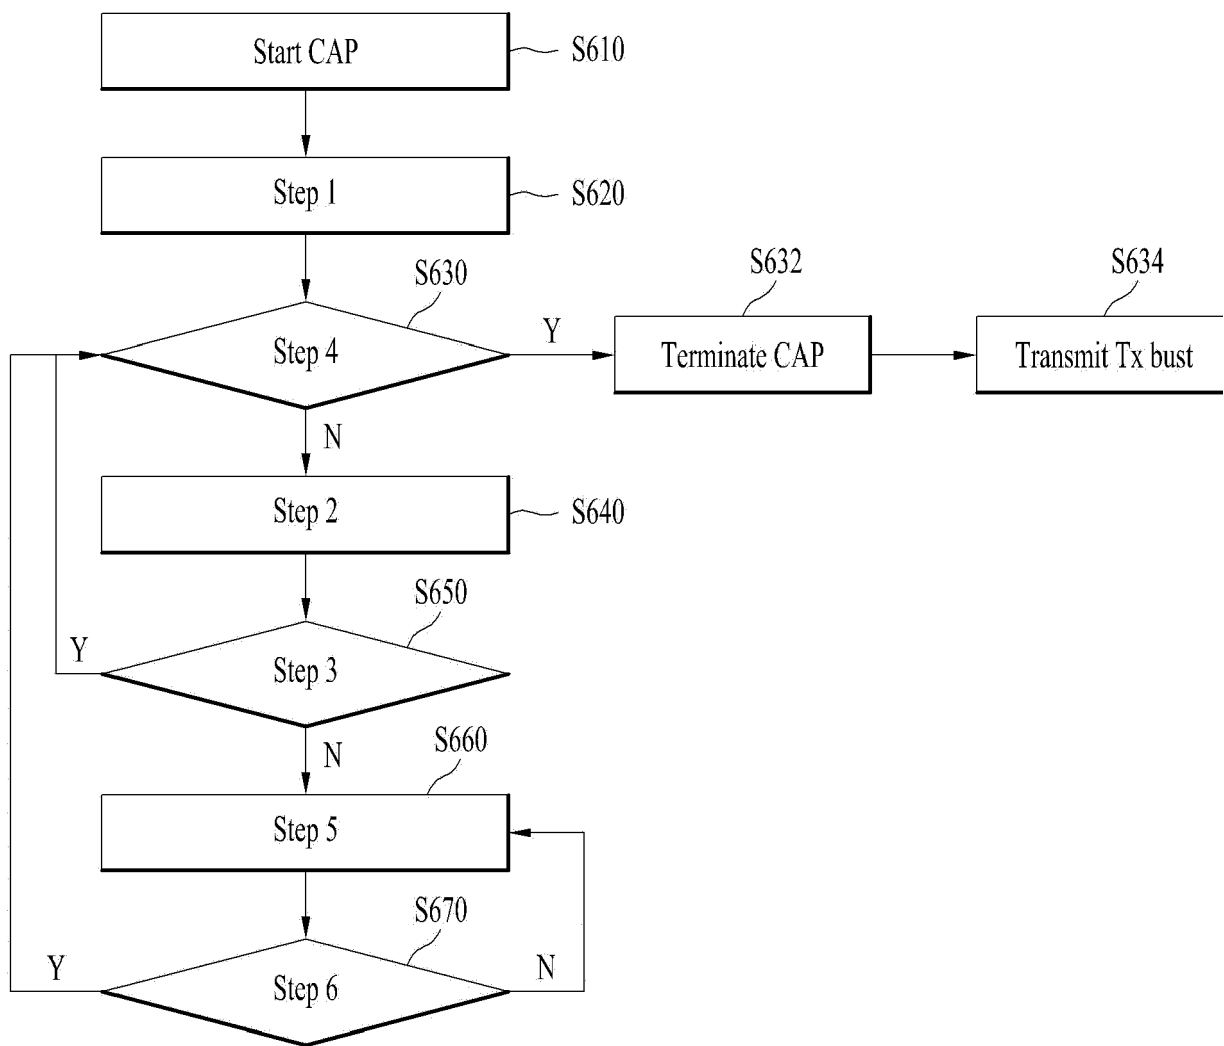 Start CAP
S610
Step 1
S620
S630
S632
S634
Step 4
Y
Terminate CAP
Transmit Tx bust
N
Step 2
S640
S650
Y
Step 3
N
S660
Step 5
S670
Y
Step 6
N